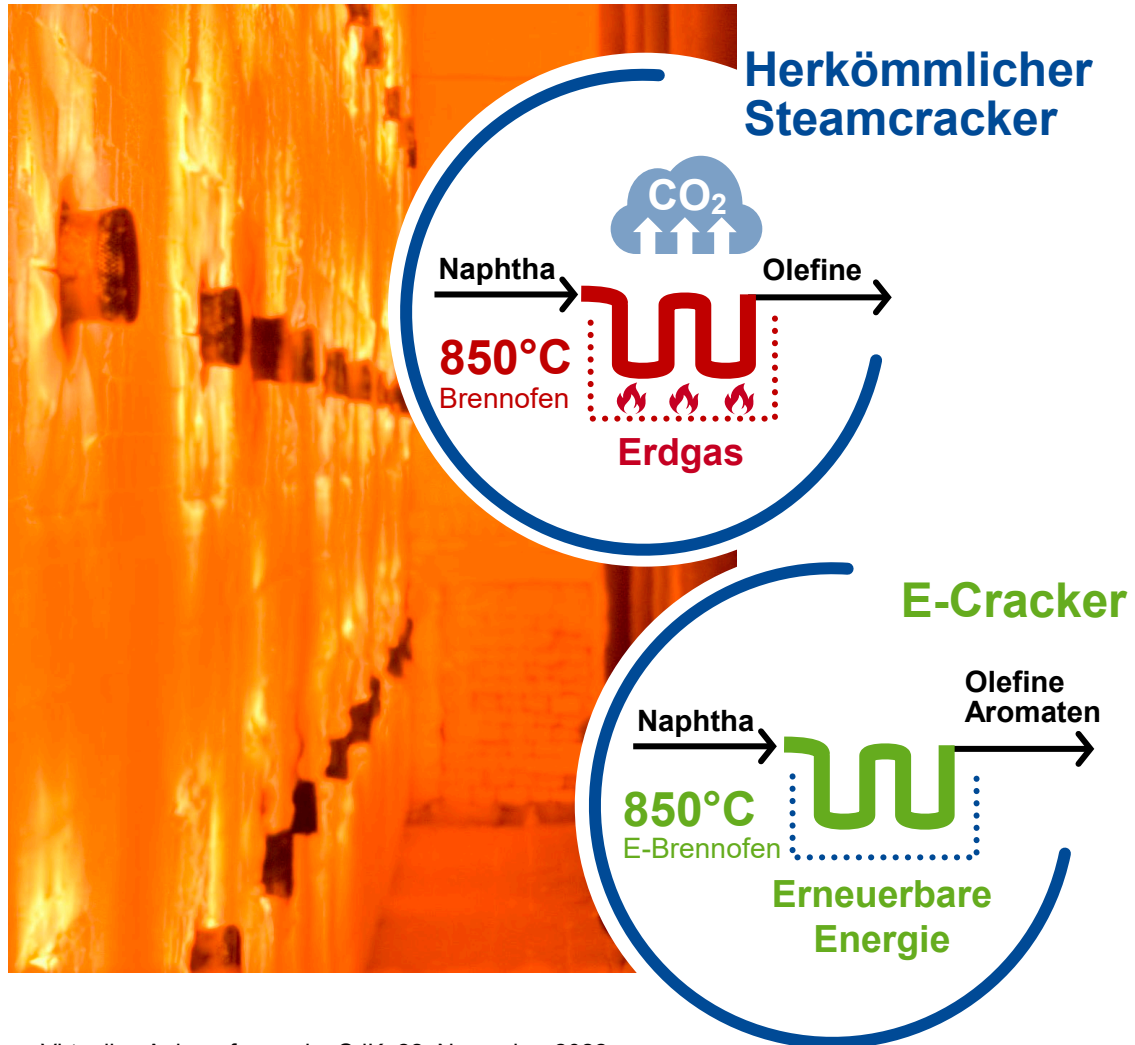 Herkömmlicher
Steamcracker
CO₂
Naphtha
Olefine
850°C
Brennofen
Erdgas
E-Cracker
Olefine
Aromaten
Naphtha
850°C
E-Brennofen
Erneuerbare
Energie